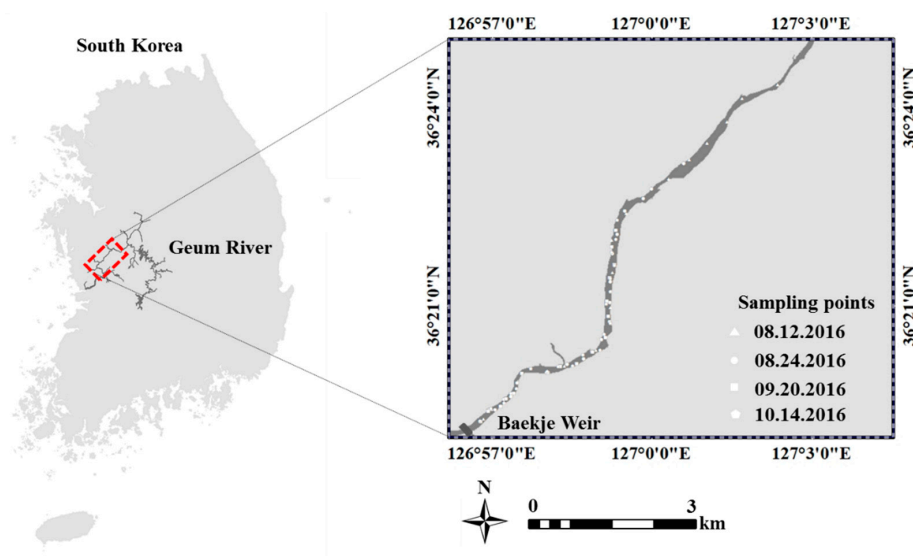 South Korea
Geum River
126°57'0"E
127°0'0"E
127°3'0"E
36°24'0"N
36°24'0"N
36°21'0"N
36°21'0"N
Sampling points
08.12.2016
08.24.2016
09.20.2016
10.14.2016
Baekje Weir
126°57'0"E
127°0'0"E
127°3'0"E
N
0
3
km